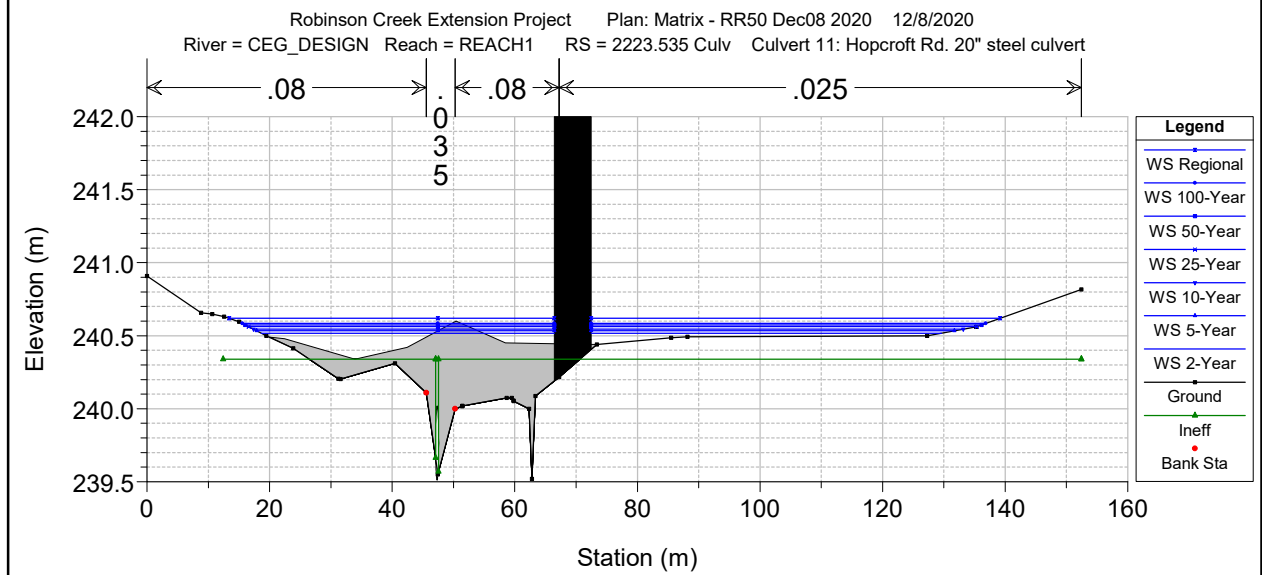 Robinson Creek Extension Project Plan: Matrix - RR50 Dec08 2020 12/8/2020
River = CEG_DESIGN Reach = REACH1 RS = 2223.535 Culv Culvert 11: Hopcroft Rd. 20" steel culvert
.08
.035
.08
.025
242.0
241.5
241.0
240.5
240.0
239.5
Elevation (m)
0 20 40 60 80 100 120 140 160
Station (m)
Legend
WS Regional
WS 100-Year
WS 50-Year
WS 25-Year
WS 10-Year
WS 5-Year
WS 2-Year
Ground
Ineff
Bank Sta